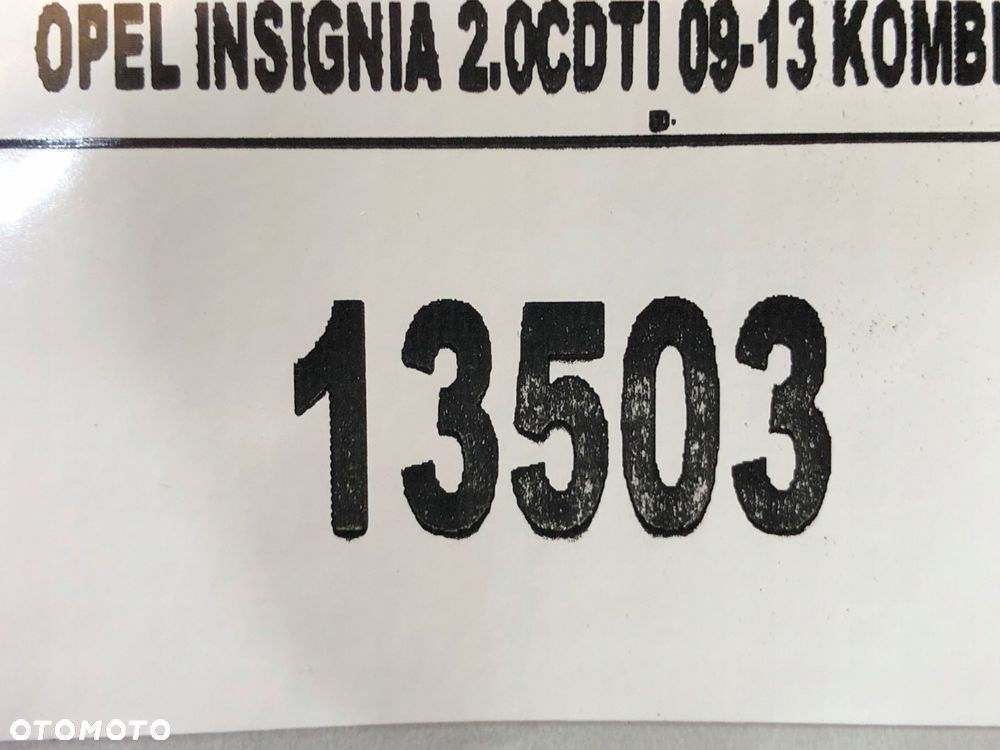 OPEL INSIGNIA 2.0CDTI 09-13 KOMBI
13503
OTOMOTO